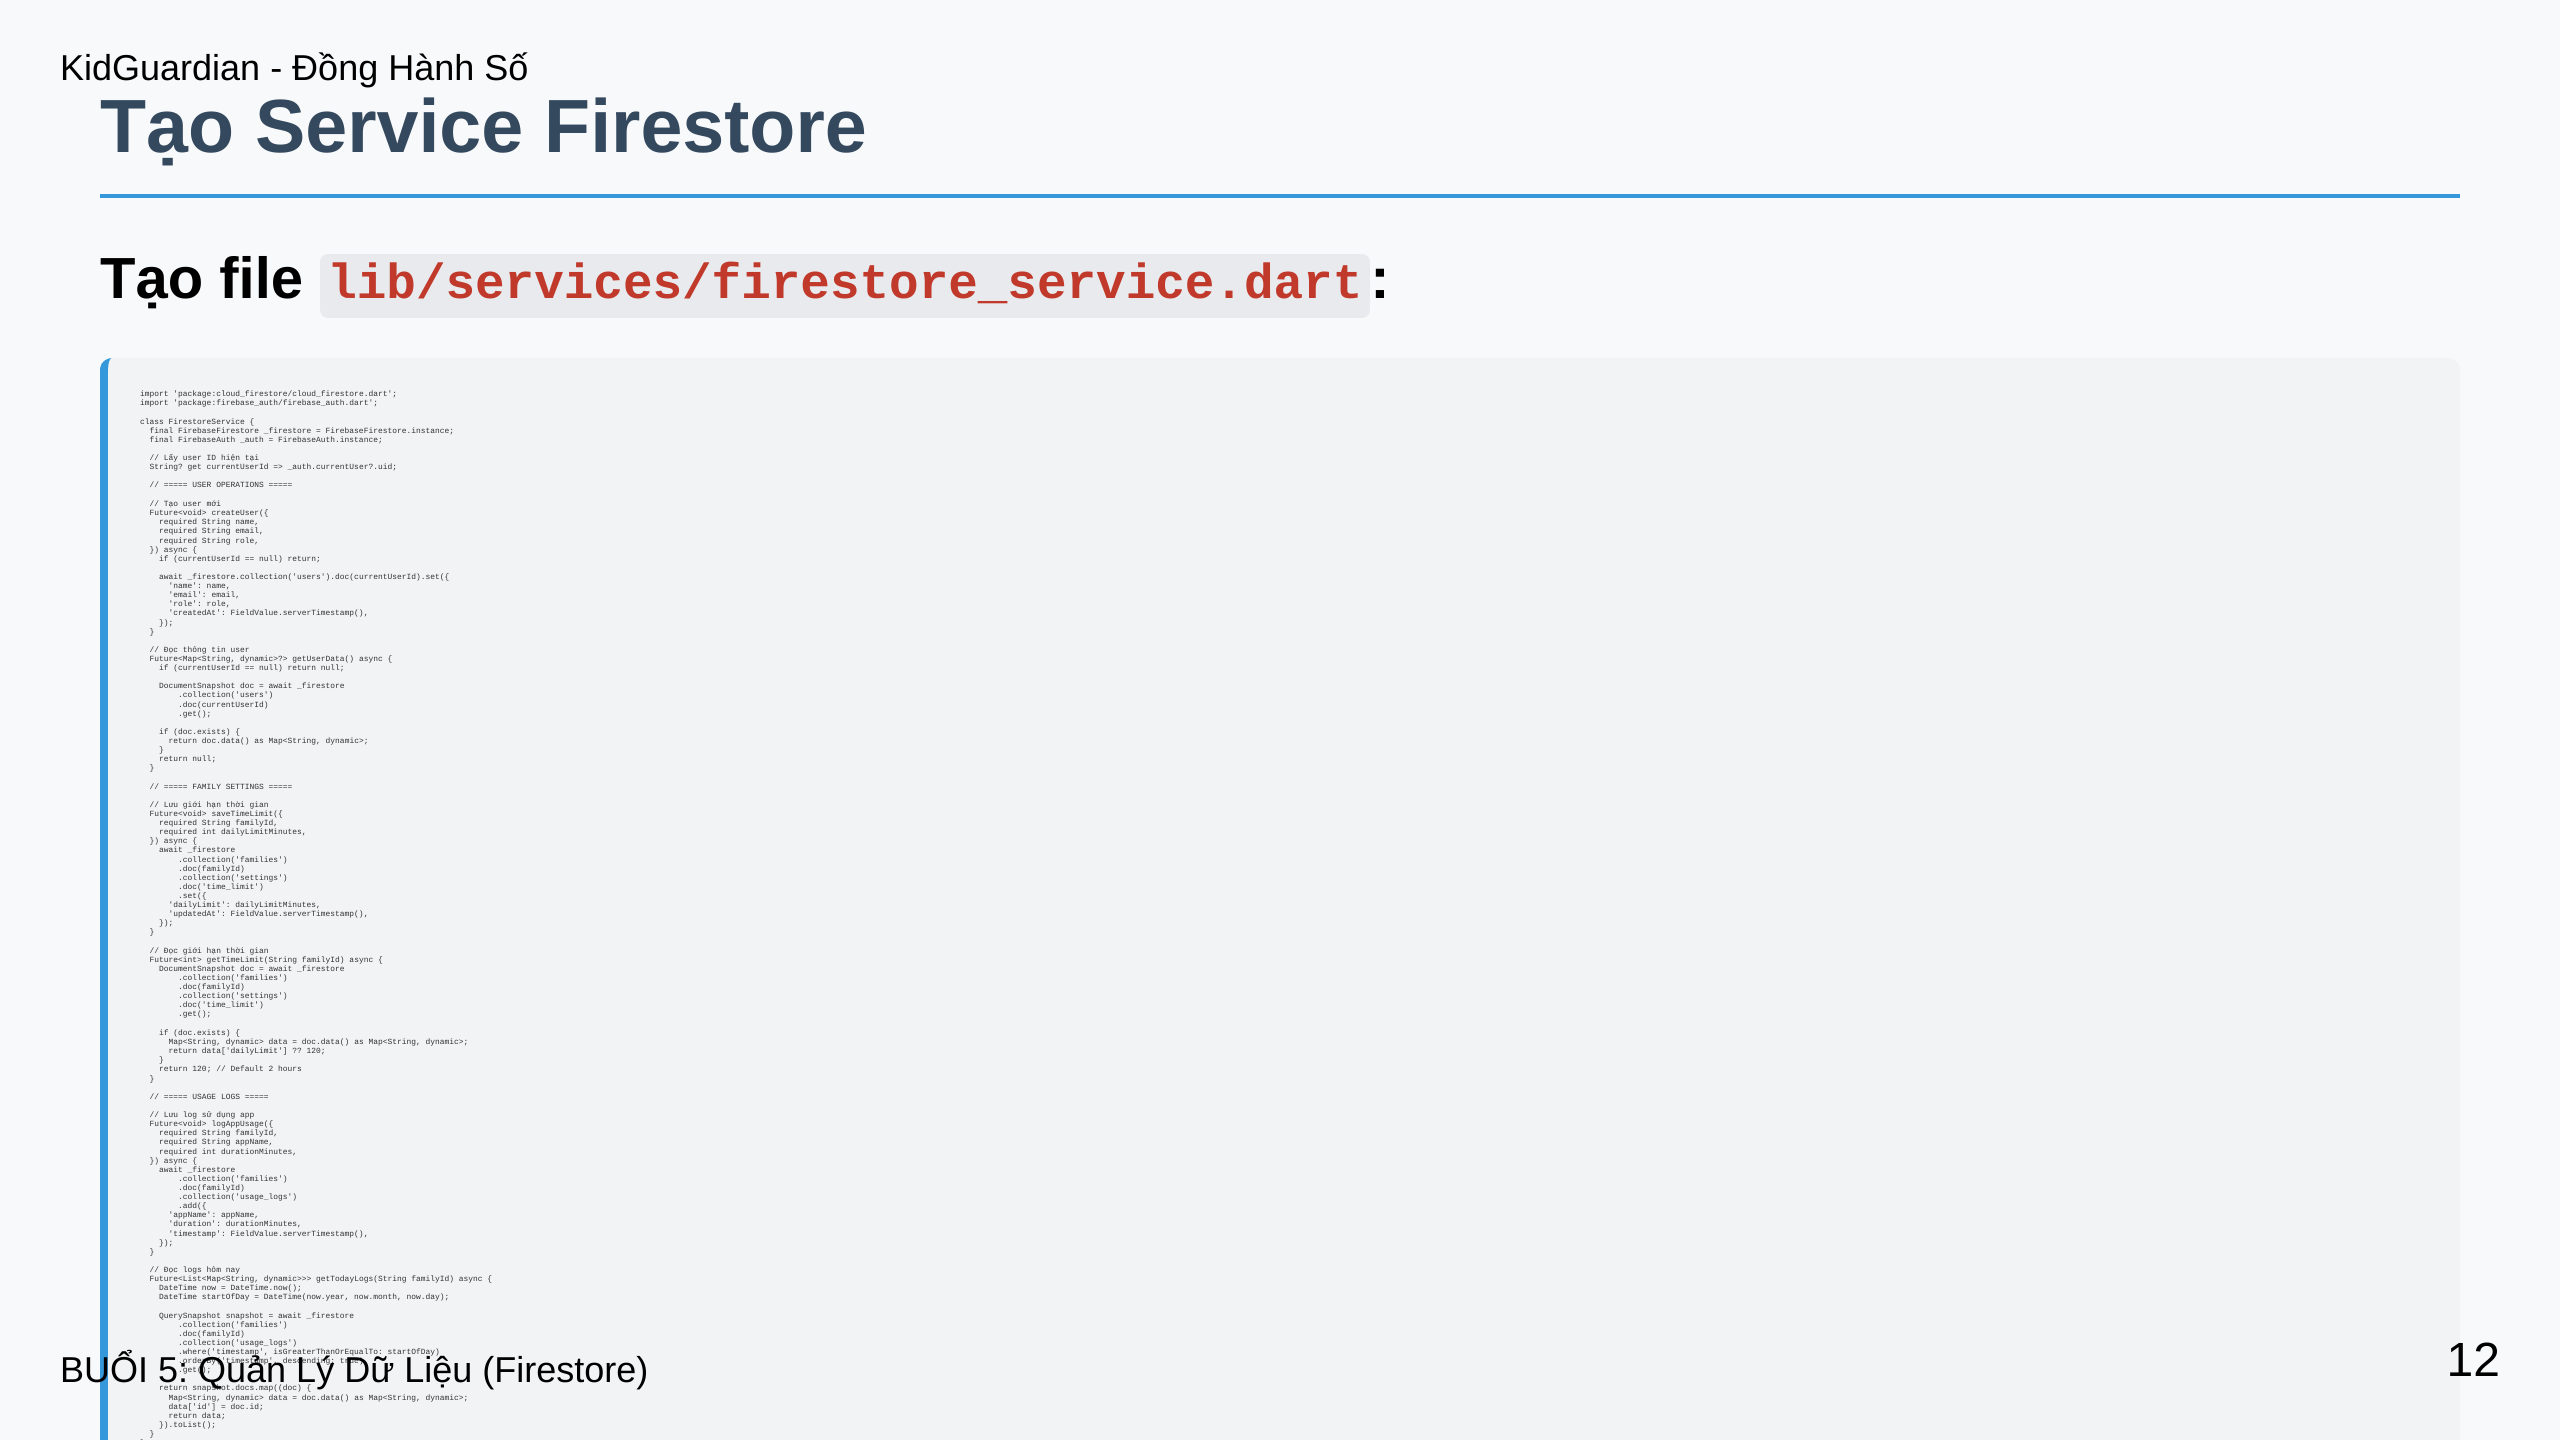 KidGuardian - Đồng Hành Số
Tạo Service Firestore
Tạo file lib/services/firestore_service.dart:
import 'package:cloud_firestore/cloud_firestore.dart';
import 'package:firebase_auth/firebase_auth.dart';
class FirestoreService {
final FirebaseFirestore _firestore = FirebaseFirestore.instance;
final FirebaseAuth _auth = FirebaseAuth.instance;
// Lấy user ID hiện tại
String? get currentUserId => _auth.currentUser?.uid;
// ===== USER OPERATIONS =====
// Tạo user mới
Future<void> createUser({
required String name,
required String email,
required String role,
}) async {
if (currentUserId == null) return;
await _firestore.collection('users').doc(currentUserId).set({
'name': name,
'email': email,
'role': role,
'createdAt': FieldValue.serverTimestamp(),
});
}
// Đọc thông tin user
Future<Map<String, dynamic>?> getUserData() async {
if (currentUserId == null) return null;
DocumentSnapshot doc = await _firestore
.collection('users')
.doc(currentUserId)
.get();
if (doc.exists) {
return doc.data() as Map<String, dynamic>;
}
return null;
}
// ===== FAMILY SETTINGS =====
// Lưu giới hạn thời gian
Future<void> saveTimeLimit({
required String familyId,
required int dailyLimitMinutes,
}) async {
await _firestore
.collection('families')
.doc(familyId)
.collection('settings')
.doc('time_limit')
.set({
'dailyLimit': dailyLimitMinutes,
'updatedAt': FieldValue.serverTimestamp(),
});
}
// Đọc giới hạn thời gian
Future<int> getTimeLimit(String familyId) async {
DocumentSnapshot doc = await _firestore
.collection('families')
.doc(familyId)
.collection('settings')
.doc('time_limit')
.get();
if (doc.exists) {
Map<String, dynamic> data = doc.data() as Map<String, dynamic>;
return data['dailyLimit'] ?? 120;
}
return 120; // Default 2 hours
}
// ===== USAGE LOGS =====
// Lưu log sử dụng app
Future<void> logAppUsage({
required String familyId,
required String appName,
required int durationMinutes,
}) async {
await _firestore
.collection('families')
.doc(familyId)
.collection('usage_logs')
.add({
'appName': appName,
'duration': durationMinutes,
'timestamp': FieldValue.serverTimestamp(),
});
}
// Đọc logs hôm nay
Future<List<Map<String, dynamic>>> getTodayLogs(String familyId) async {
DateTime now = DateTime.now();
DateTime startOfDay = DateTime(now.year, now.month, now.day);
QuerySnapshot snapshot = await _firestore
.collection('families')
.doc(familyId)
.collection('usage_logs')
.where('timestamp', isGreaterThanOrEqualTo: startOfDay)
.orderBy('timestamp', descending: true)
.get();
return snapshot.docs.map((doc) {
Map<String, dynamic> data = doc.data() as Map<String, dynamic>;
data['id'] = doc.id;
return data;
}).toList();
}
BUỔI 5: Quản Lý Dữ Liệu (Firestore)
12